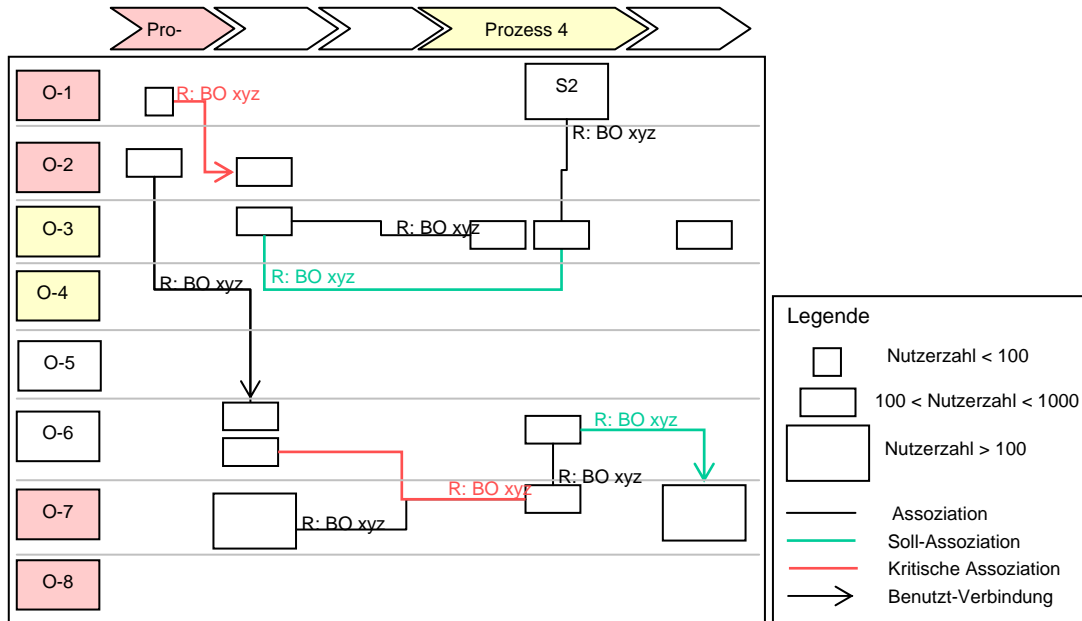 Pro-
Prozess 4
O-1
R: BO xyz
S2
R: BO xyz
O-2
O-3
R: BO xyz
R: BO xyz
O-4
R: BO xyz
O-5
O-6
R: BO xyz
R: BO xyz
R: BO xyz
O-7
R: BO xyz
O-8
Legende
Nutzerzahl < 100
100 < Nutzerzahl < 1000
Nutzerzahl > 100
Assoziation
Soll-Assoziation
Kritische Assoziation
Benutzt-Verbindung